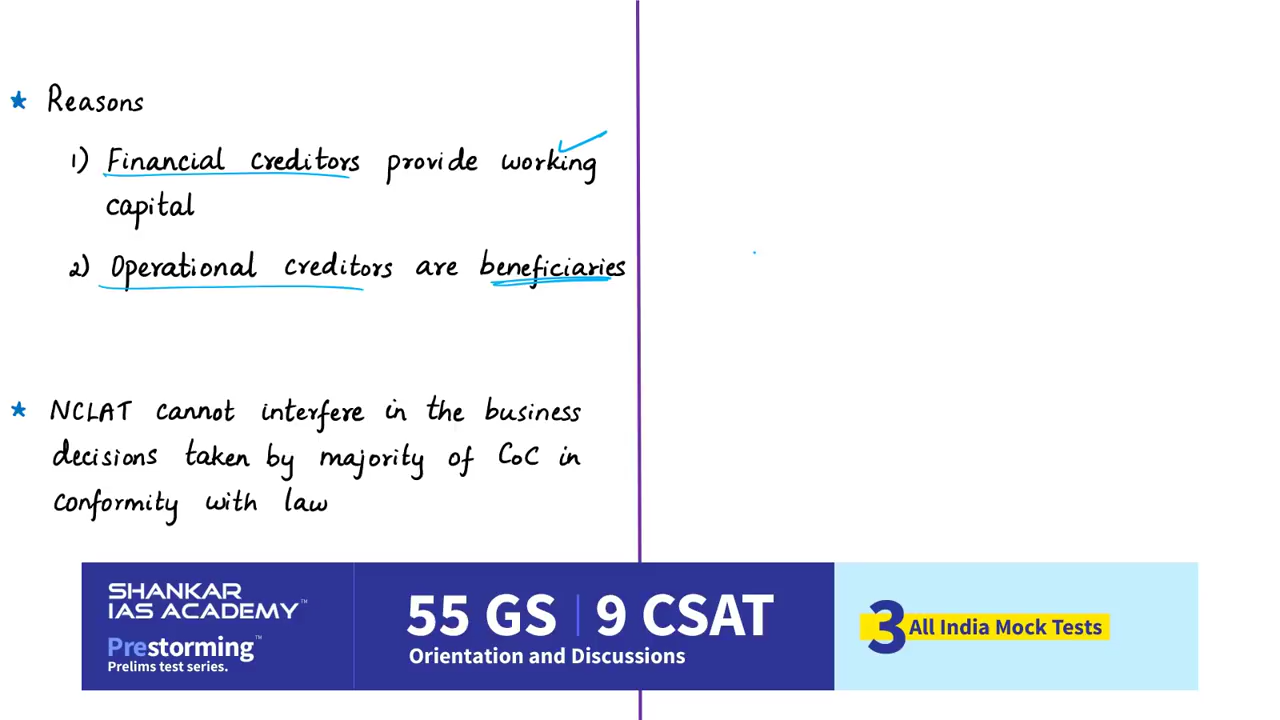 ★ Reasons
1) Financial creditors provide working
capital
2) Operational creditors are beneficiaries
★ NCLAT cannot interfere in the business
decisions taken by majority of CoC in
conformity with law
SHANKAR
IAS ACADEMY™
Prestorming™
Prelims test series.
55 GS | 9 CSAT
Orientation and Discussions
3 All India Mock Tests